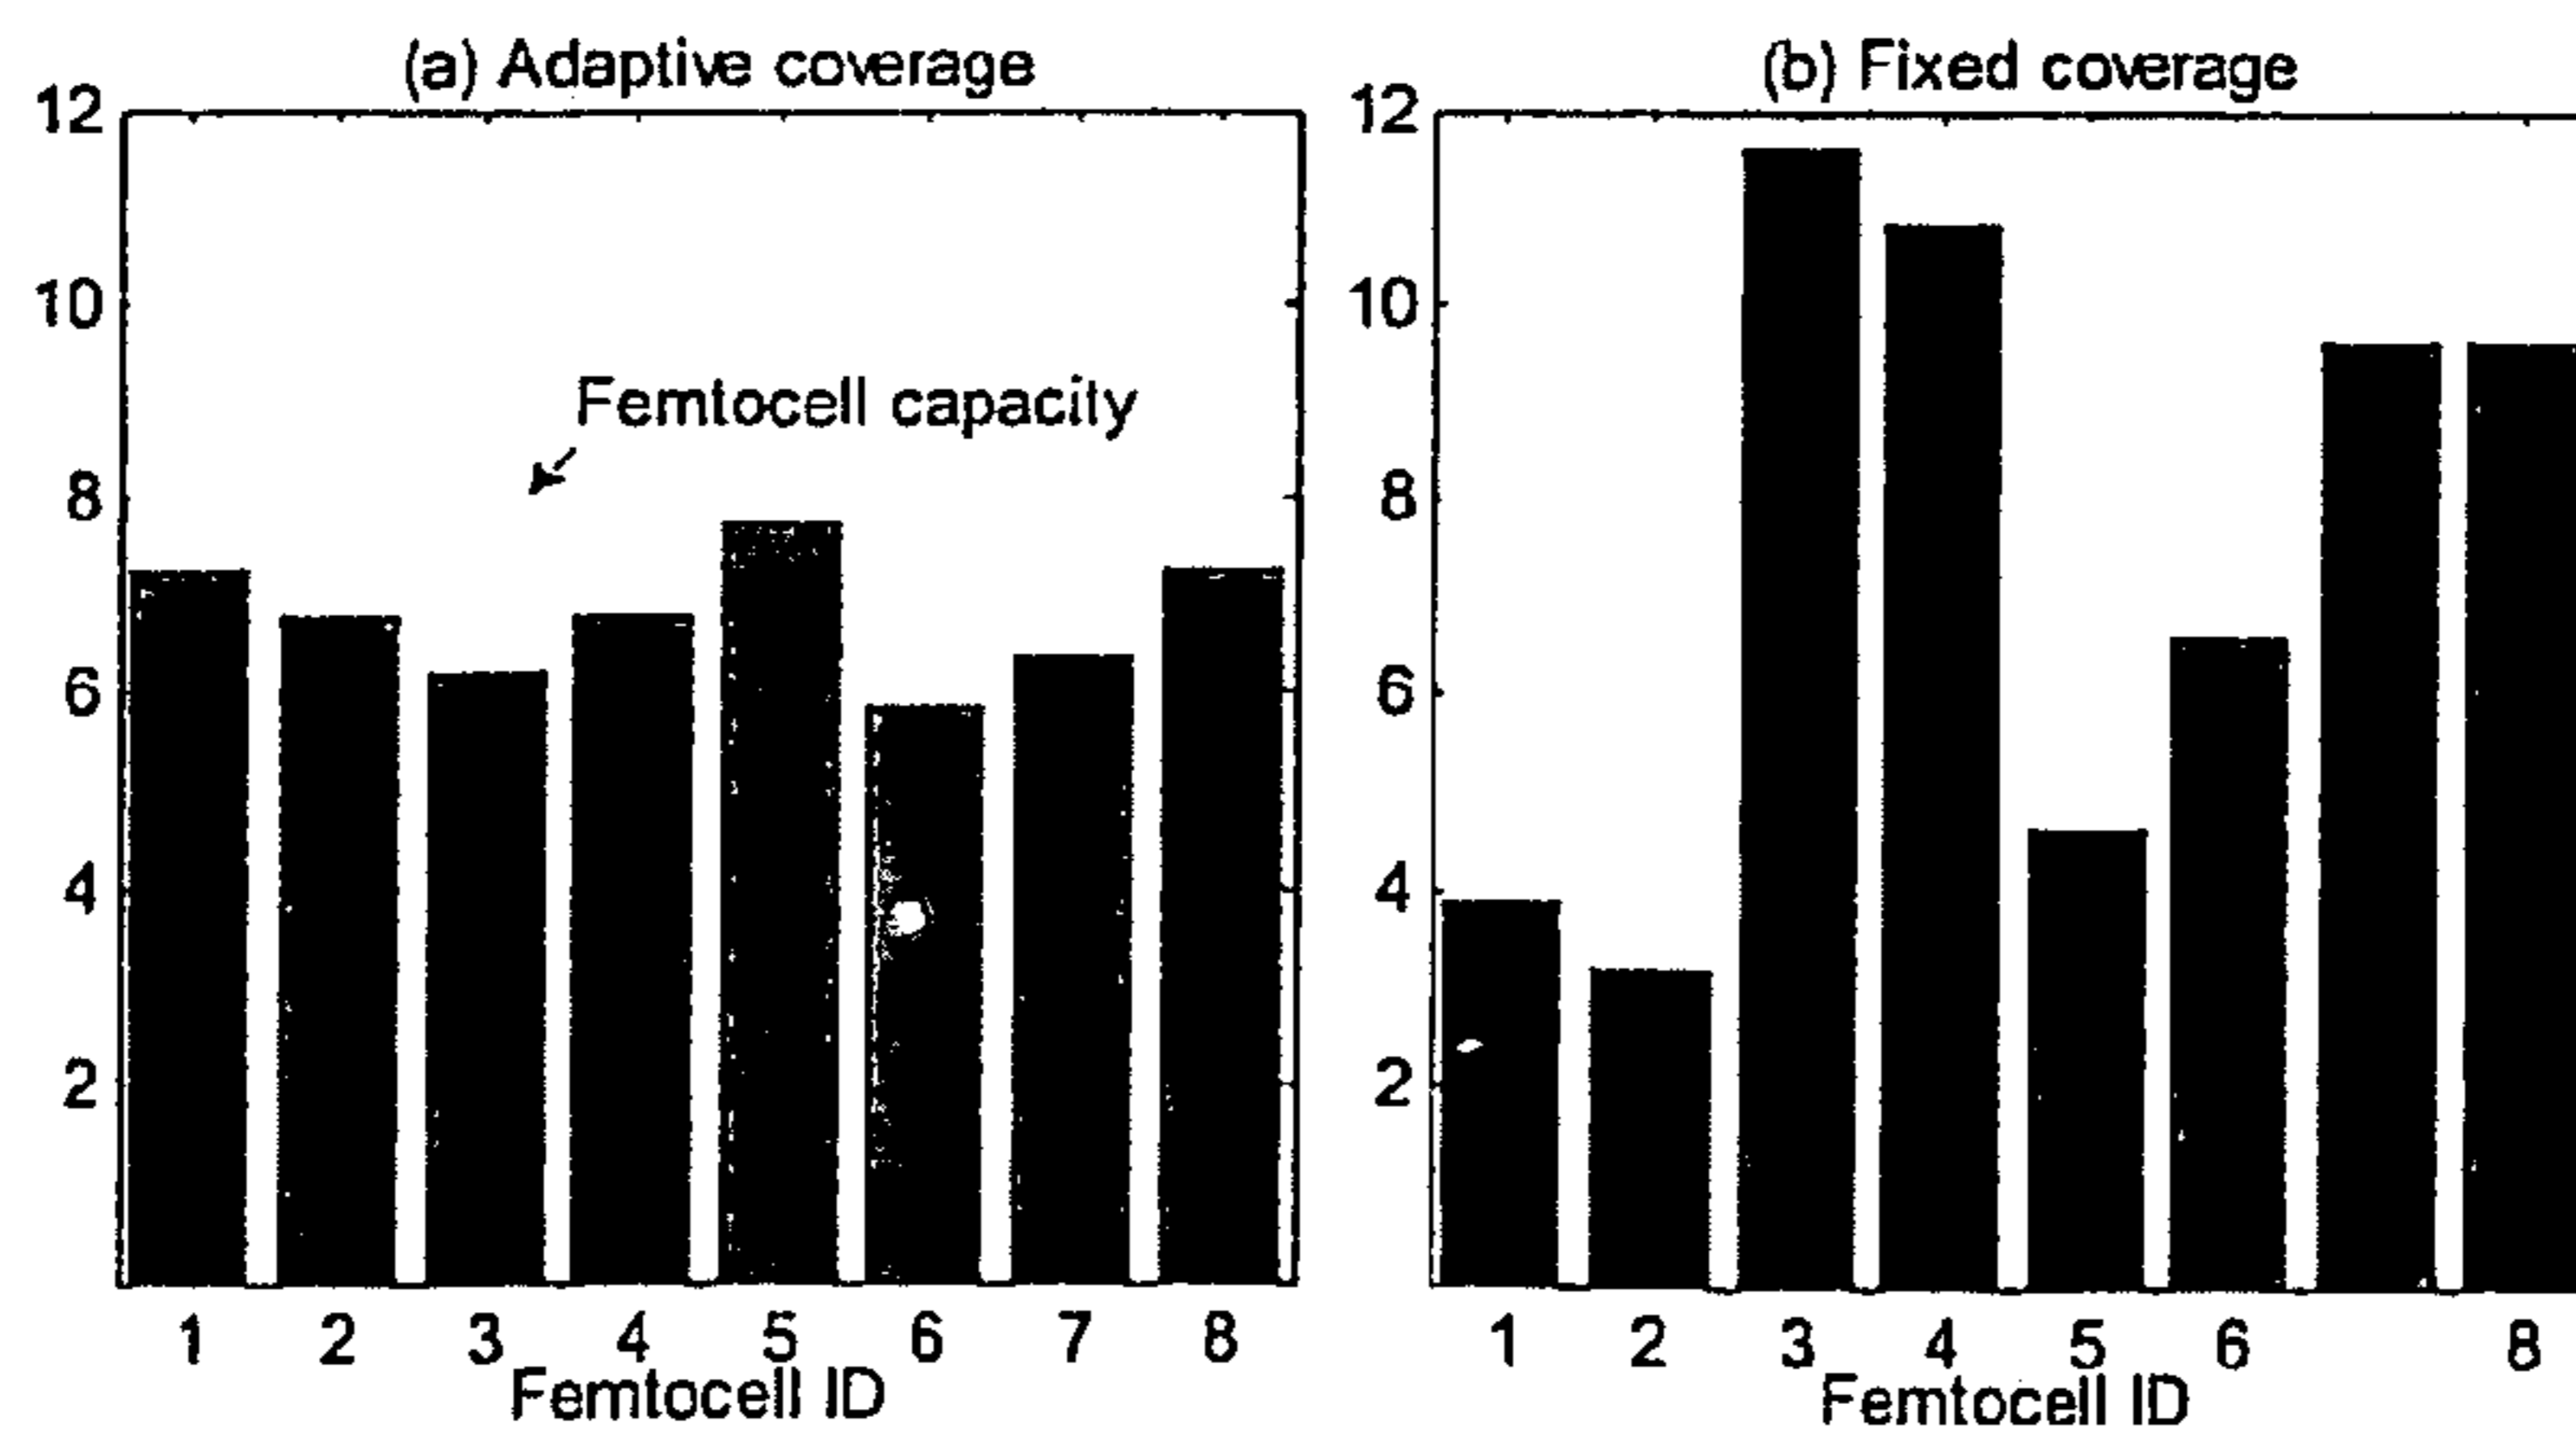 (a) Adaptive coverage
12
10
8
6
4
2
Femtocell capacity
1 2 3 4 5 6 7 8
Femtocell ID
(b) Fixed coverage
12
10
8
6
4
2
1 2 3 4 5 6 8
Femtocell ID